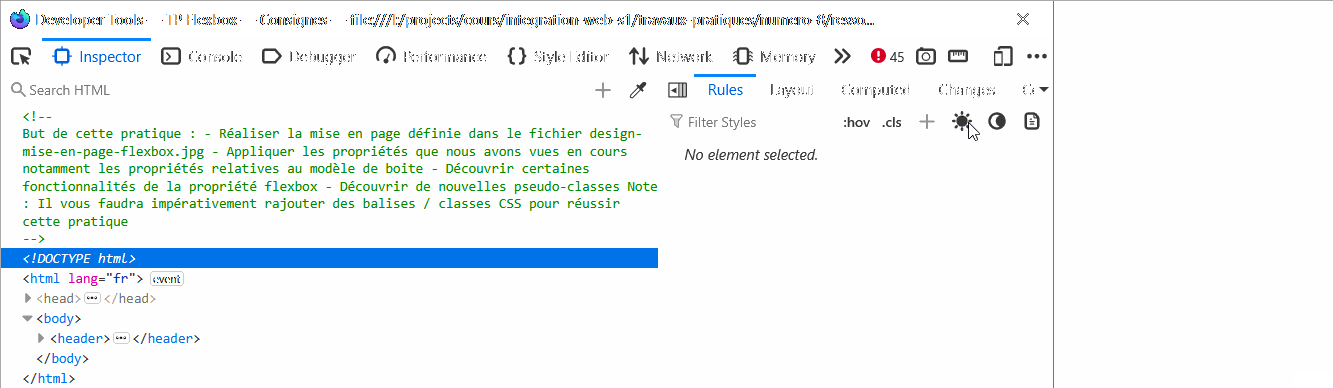 Developer Tools — TP Flexbox — Consignes — file:///E:/projects/cours/integration-web-s1/travaux-pratiques/numero-8/resso…
Inspector Console Debugger Performance Style Editor Network Memory 45
Search HTML
Rules Layout Computed Changes
Filter Styles :hov .cls
No element selected.
<!--
But de cette pratique : - Réaliser la mise en page définie dans le fichier design-
mise-en-page-flexbox.jpg - Appliquer les propriétés que nous avons vues en cours
notamment les propriétés relatives au modèle de boite - Découvrir certaines
fonctionnalités de la propriété flexbox - Découvrir de nouvelles pseudo-classes Note
: Il vous faudra impérativement rajouter des balises / classes CSS pour réussir
cette pratique
-->
<!DOCTYPE html>
<html lang="fr"> event
<head>•••</head>
<body>
<header>•••</header>
</body>
</html>